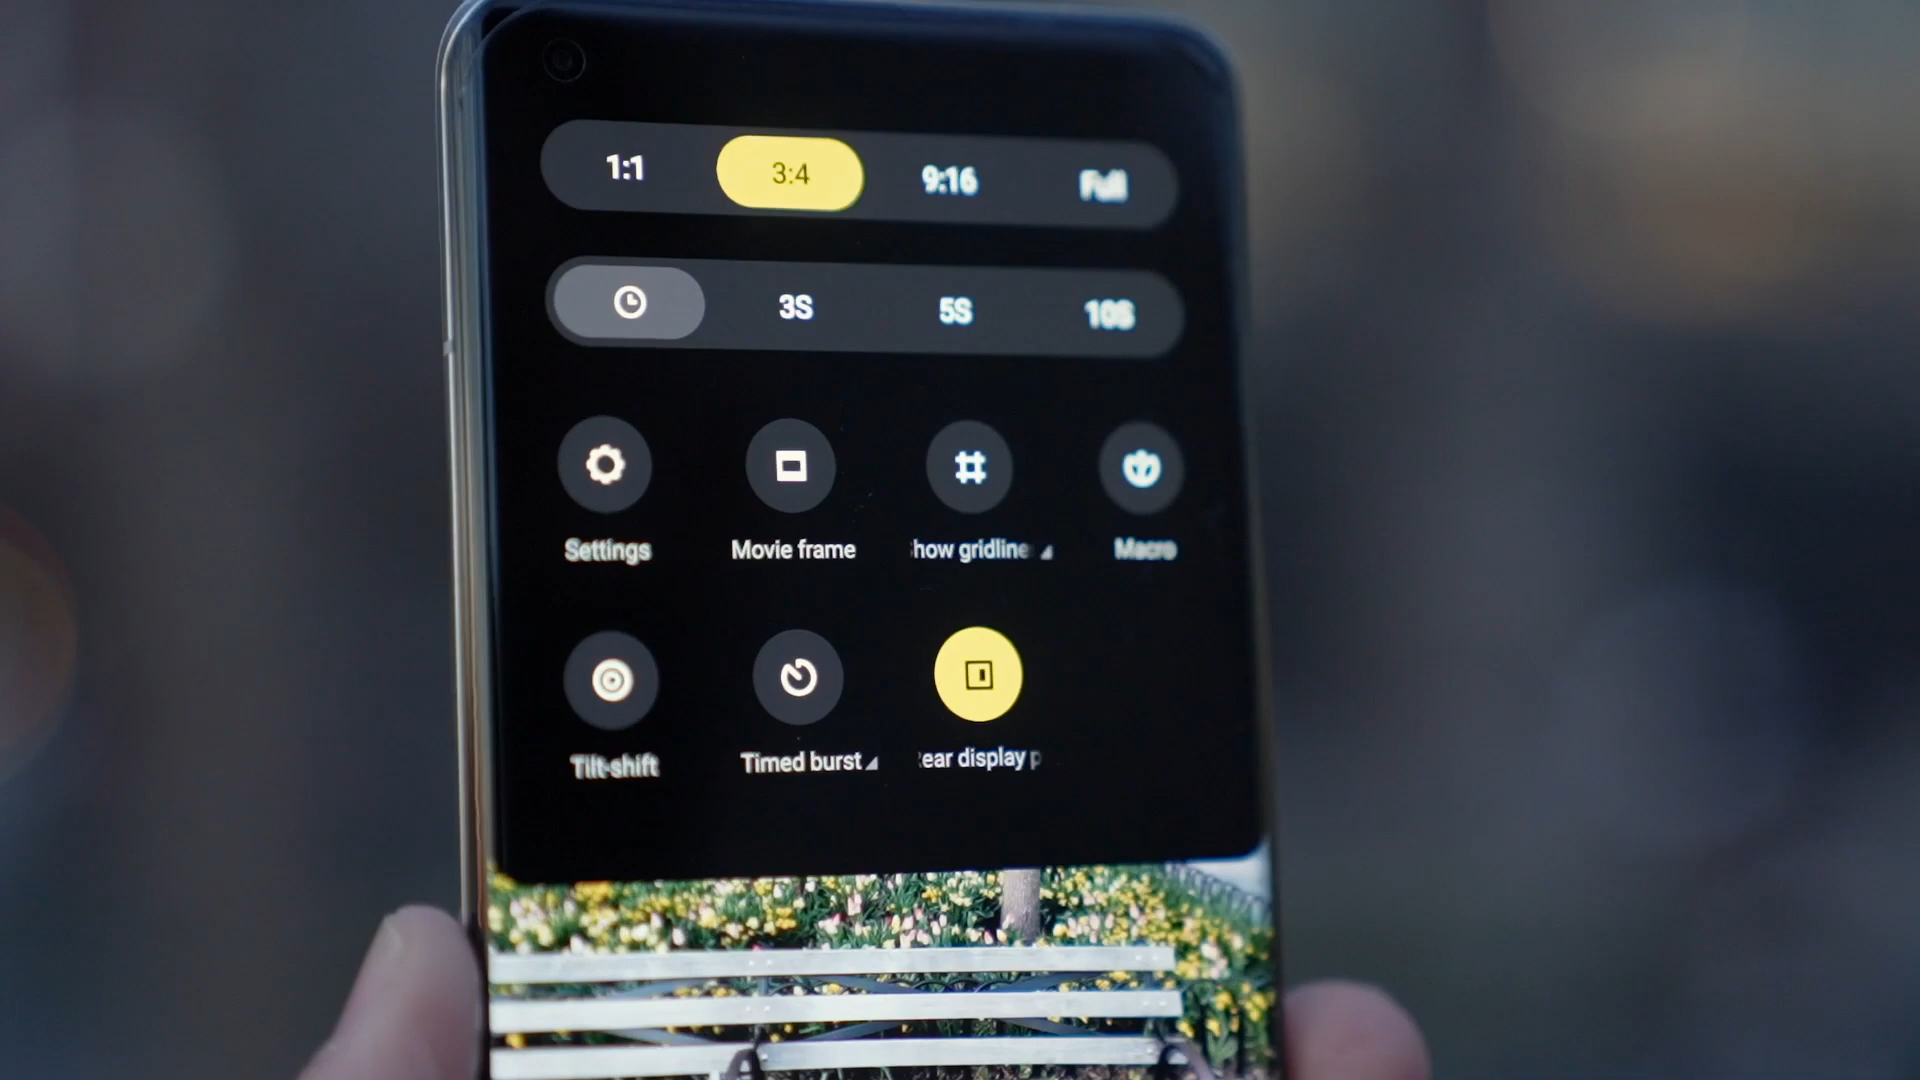 1:1 3:4 9:16 Full
3S 5S 10S
Settings Movie frame how gridline Macro
Tilt-shift Timed burst ear display p